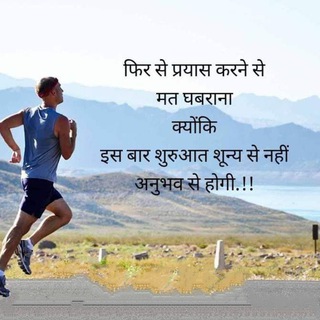 फिर से प्रयास करने से
मत घबराना
क्योंकि
इस बार शुरुआत शून्य से नहीं
अनुभव से होगी.!!